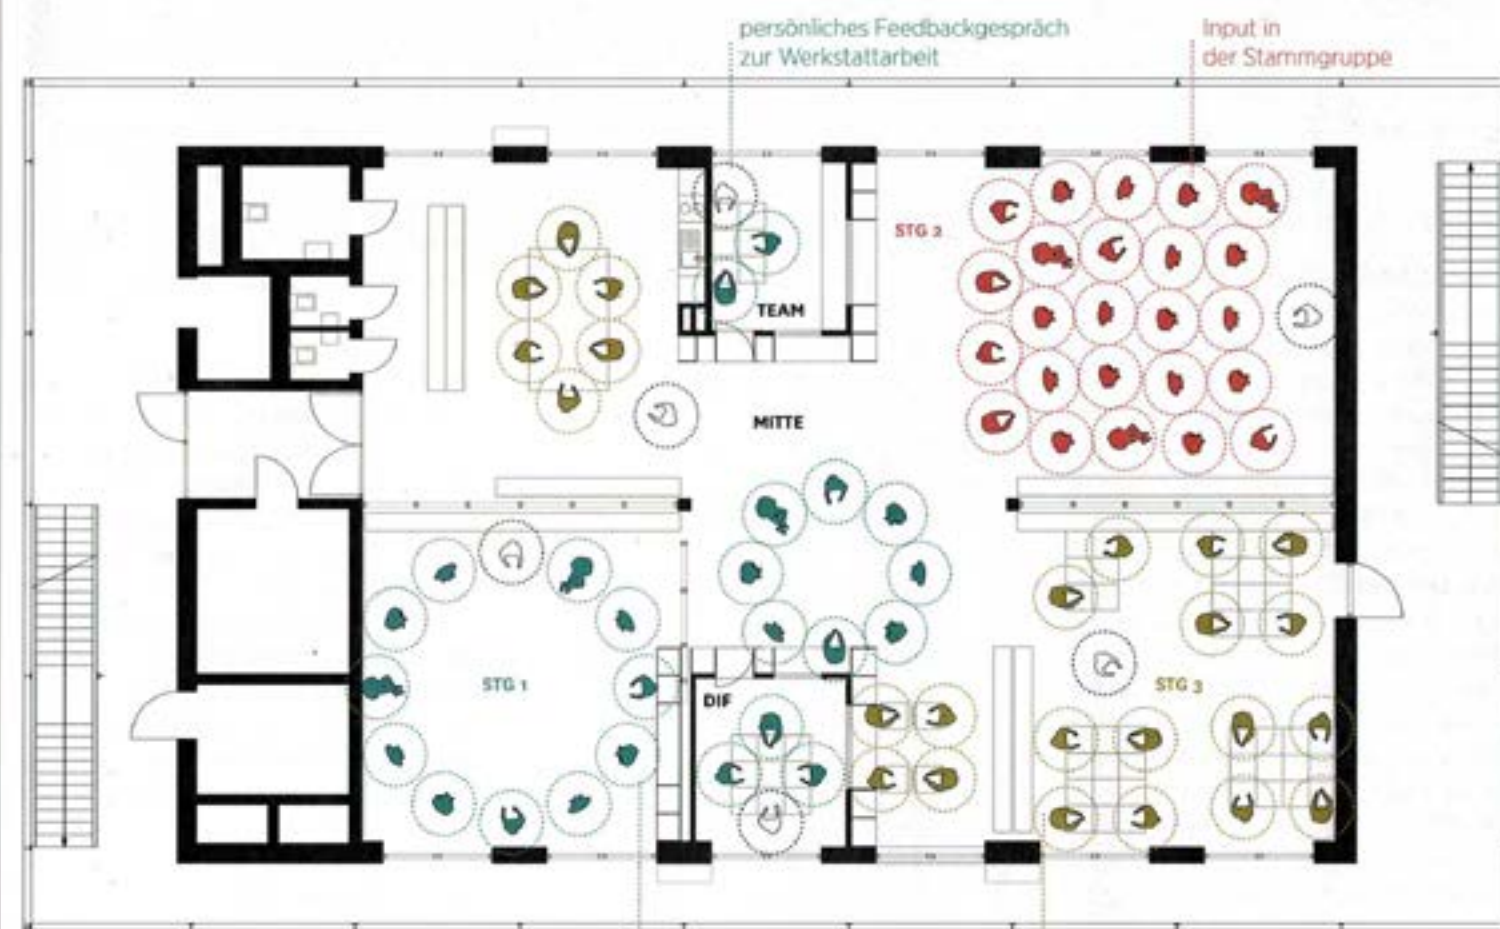 persönliches Feedbackgespräch
zur Werkstattarbeit
Input in
der Stammgruppe
STG 2
TEAM
MITTE
STG 1
DIF
STG 3